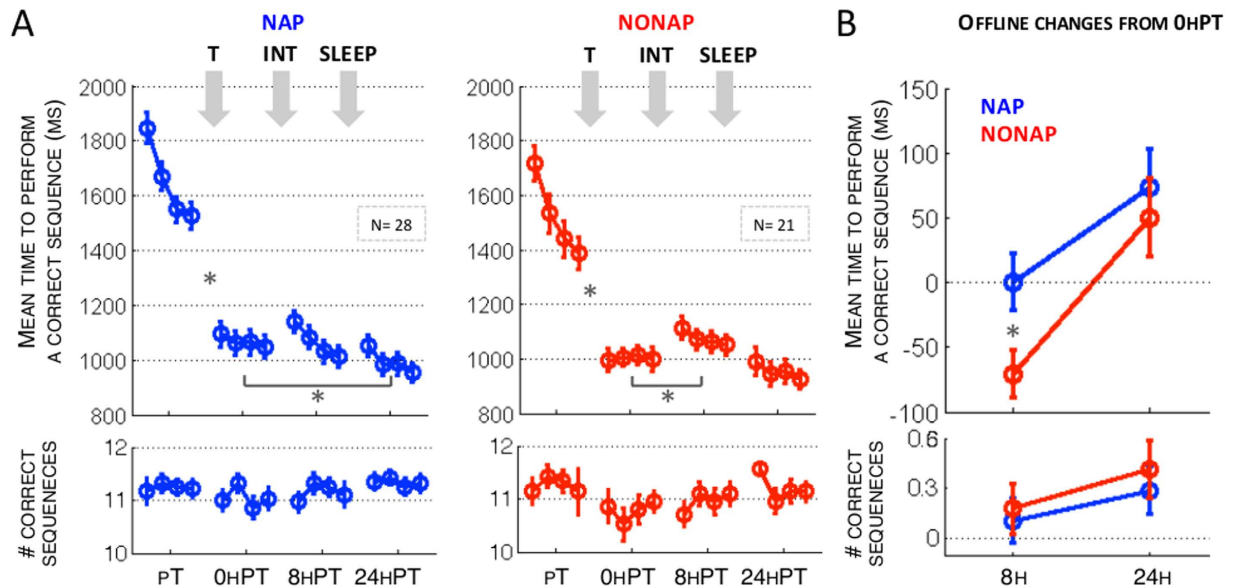 A
NAP
NONAP
B
OFFLINE CHANGES FROM 0HPT
T INT SLEEP
T INT SLEEP
MEAN TIME TO PERFORM
A CORRECT SEQUENCE (MS)
2000
1800
1600
1400
1200
1000
800
N= 28
*
*
# CORRECT
SEQUENECES
12
11
10
PT 0HPT 8HPT 24HPT
2000
1800
1600
1400
1200
1000
800
N= 21
*
*
12
11
10
PT 0HPT 8HPT 24HPT
MEAN TIME TO PERFORM
A CORRECT SEQUENCE (MS)
150
100
50
0
-50
-100
NAP
NONAP
*
# CORRECT
SEQUENECES
0.6
0.3
0
8H 24H